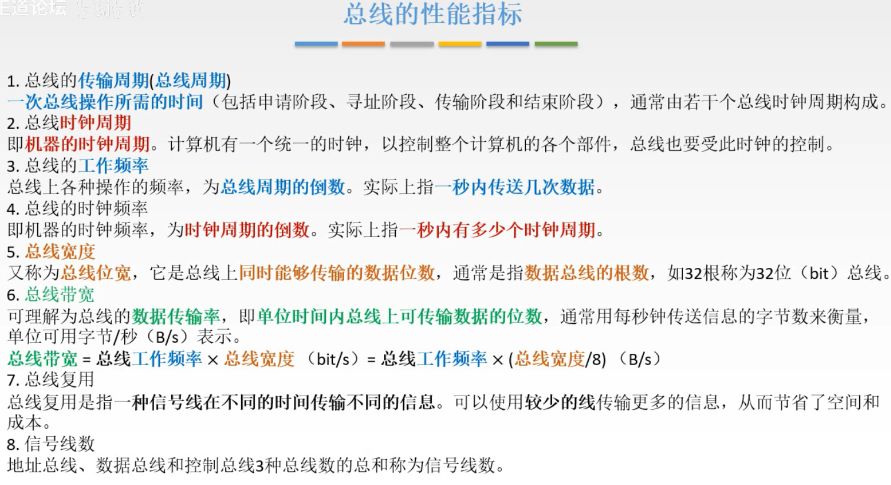 王道论坛
总线的性能指标
1. 总线的传输周期(总线周期)
一次总线操作所需的时间（包括申请阶段、寻址阶段、传输阶段和结束阶段），通常由若干个总线时钟周期构成。
2. 总线时钟周期
即机器的时钟周期。计算机有一个统一的时钟，以控制整个计算机的各个部件，总线也要受此时钟的控制。
3. 总线的工作频率
总线上各种操作的频率，为总线周期的倒数。实际上指一秒内传送几次数据。
4. 总线的时钟频率
即机器的时钟频率，为时钟周期的倒数。实际上指一秒内有多少个时钟周期。
5. 总线宽度
又称为总线位宽，它是总线上同时能够传输的数据位数，通常是指数据总线的根数，如32根称为32位（bit）总线。
6. 总线带宽
可理解为总线的数据传输率，即单位时间内总线上可传输数据的位数，通常用每秒钟传送信息的字节数来衡量，
单位可用字节/秒（B/s）表示。
总线带宽 = 总线工作频率 × 总线宽度 （bit/s）= 总线工作频率 × (总线宽度/8) （B/s）
7. 总线复用
总线复用是指一种信号线在不同的时间传输不同的信息。可以使用较少的线传输更多的信息，从而节省了空间和
成本。
8. 信号线数
地址总线、数据总线和控制总线3种总线数的总和称为信号线数。